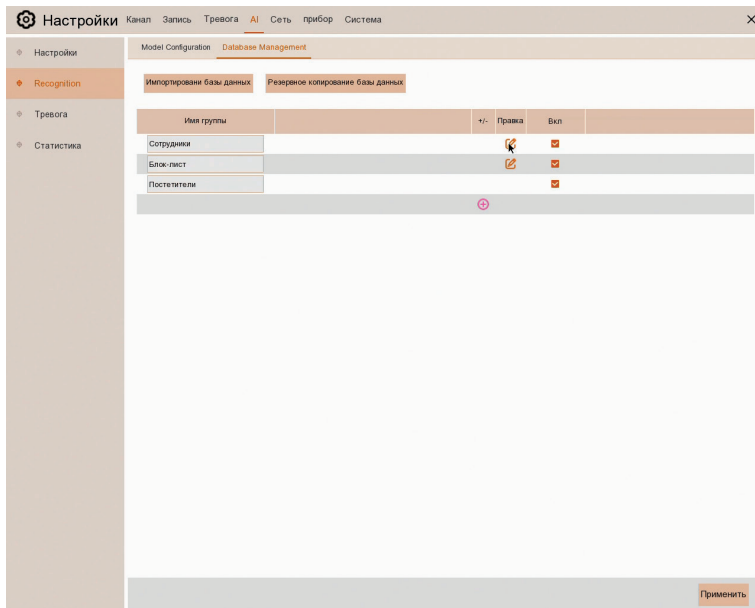 Настройки Канал Запись Тревога AI Сеть прибор Система
Настройки
Recognition
Тревога
Статистика
Model Configuration Database Management
Импортировани базы данных Резервное копирование базы данных
Имя группы +/- Правка Вкл
Сотрудники
Блок-лист
Постетители
Применить